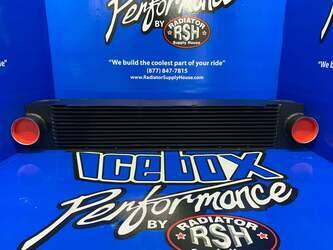 Icebox
Performance
BY RADIATOR
RSH
Supply House
"We build the coolest part of your ride"
(877) 847-7815
www.RadiatorSupplyHouse.com
icebox
Performance
BY RADIATOR
RSH